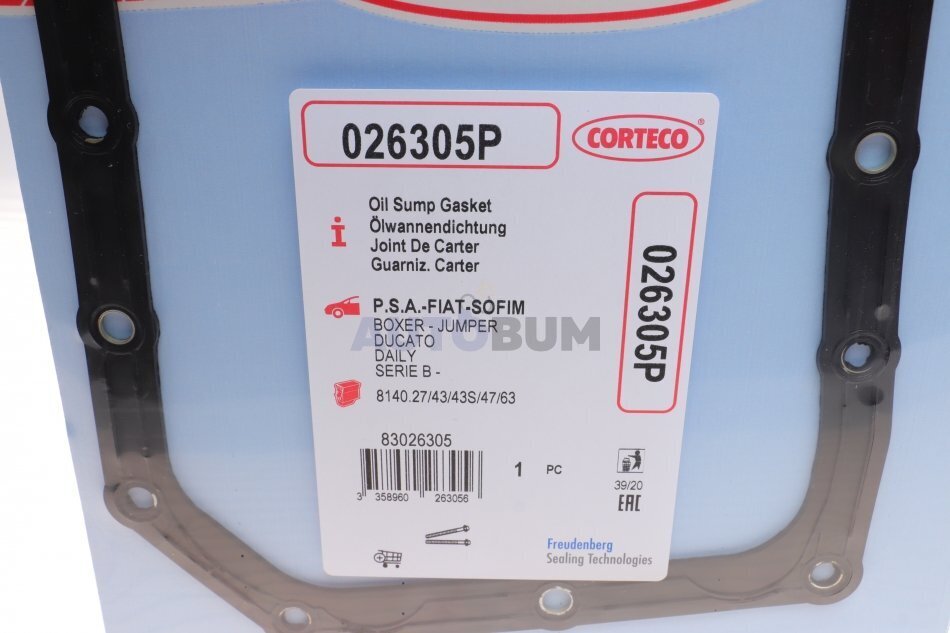 026305P
CORTECO®
Oil Sump Gasket
Ölwannendichtung
Joint De Carter
Guarniz. Carter
026305P
P.S.A.-FIAT-SOFIM
BOXER - JUMPER
AVTOBUM
DUCATO
DAILY
SERIE B -
8140.27/43/43S/47/63
83026305
3 358960 263056
1 PC
39/20
EAC
Freudenberg
Sealing Technologies